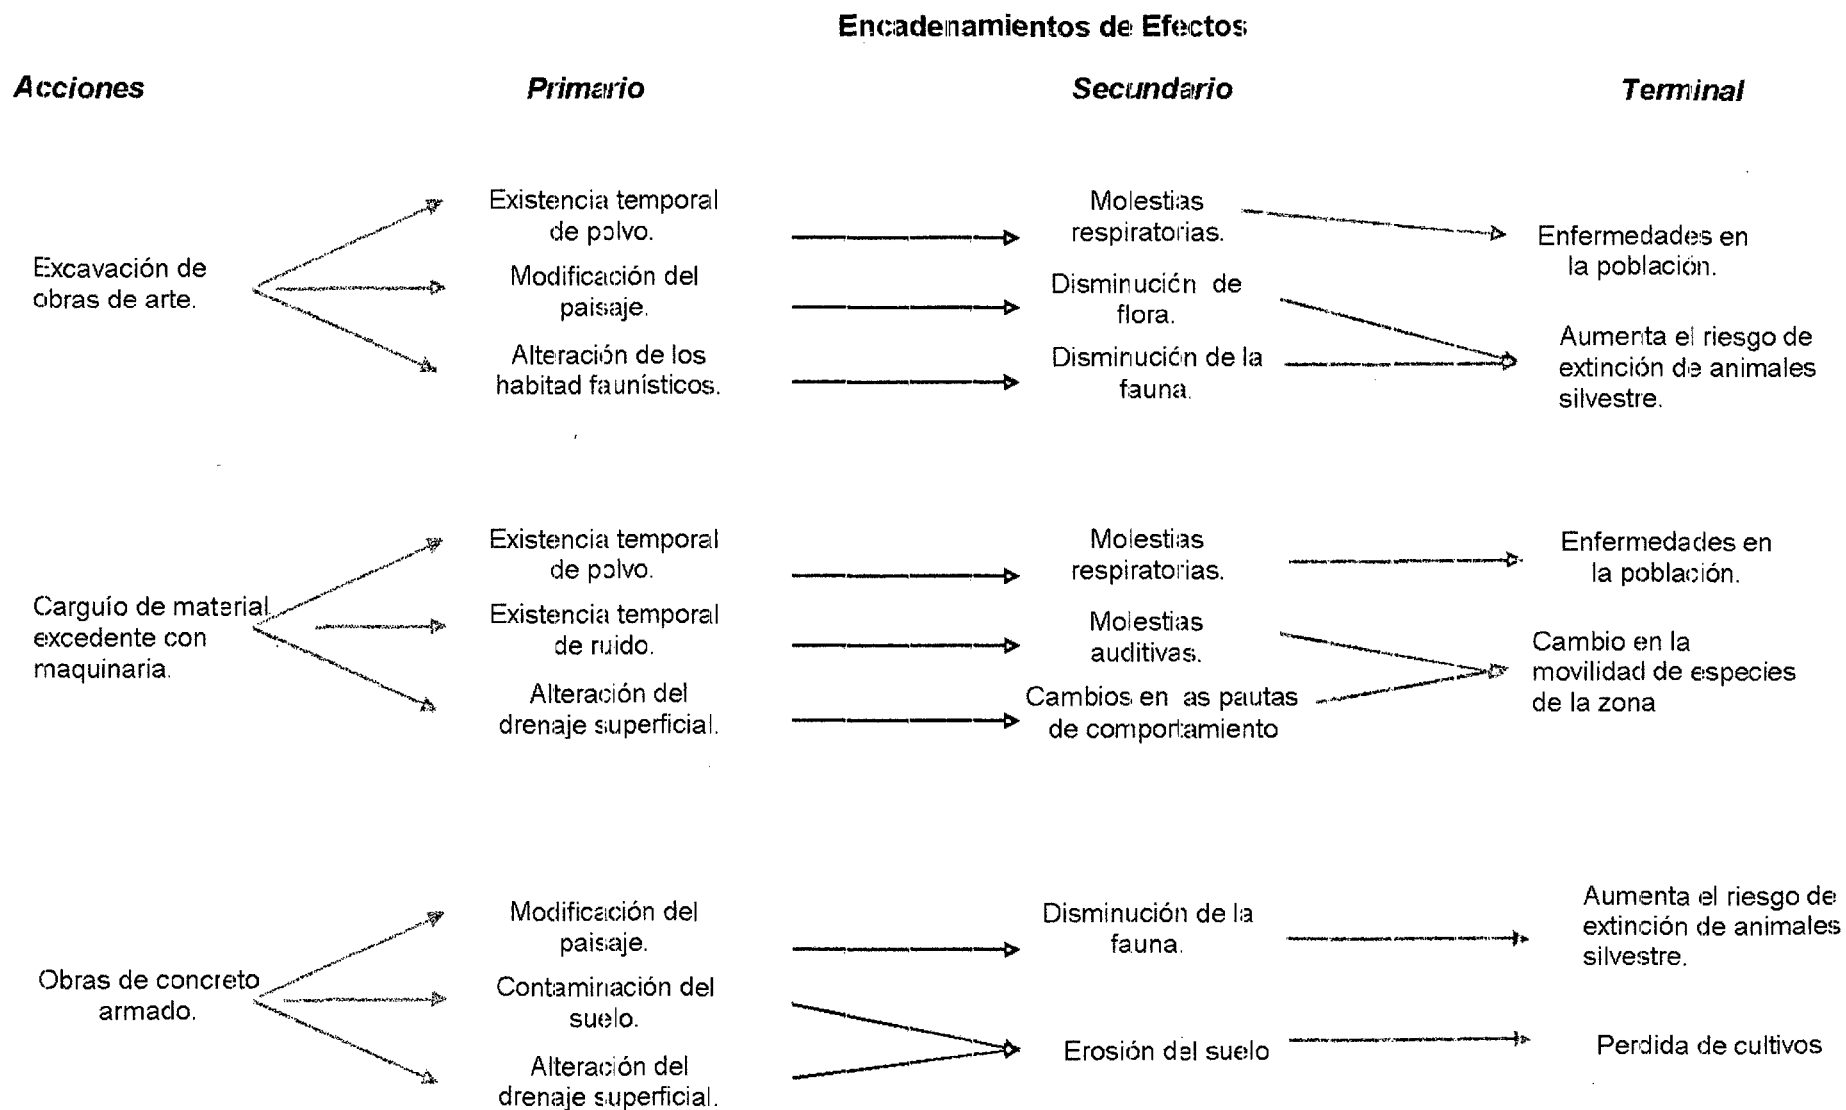 Encadenamientos de Efectos
Acciones
Primario
Secundario
Terminal
Excavación de
obras de arte.
Existencia temporal
de polvo.
Modificación del
paisaje.
Alteración de los
habitad faunísticos.
Molestias
respiratorias.
Disminución de
flora.
Disminución de la
fauna.
Enfermedades en
la población.
Aumenta el riesgo de
extinción de animales
silvestre.
Carguío de material
excedente con
maquinaria.
Existencia temporal
de polvo.
Existencia temporal
de ruido.
Alteración del
drenaje superficial.
Molestias
respiratorias.
Molestias
auditivas.
Cambios en as pautas
de comportamiento
Enfermedades en
la población.
Cambio en la
movilidad de especies
de la zona
Obras de concreto
armado.
Modificación del
paisaje.
Contaminación del
suelo.
Alteración del
drenaje superficial.
Disminución de la
fauna.
Erosión del suelo
Aumenta el riesgo de
extinción de animales
silvestre.
Perdida de cultivos